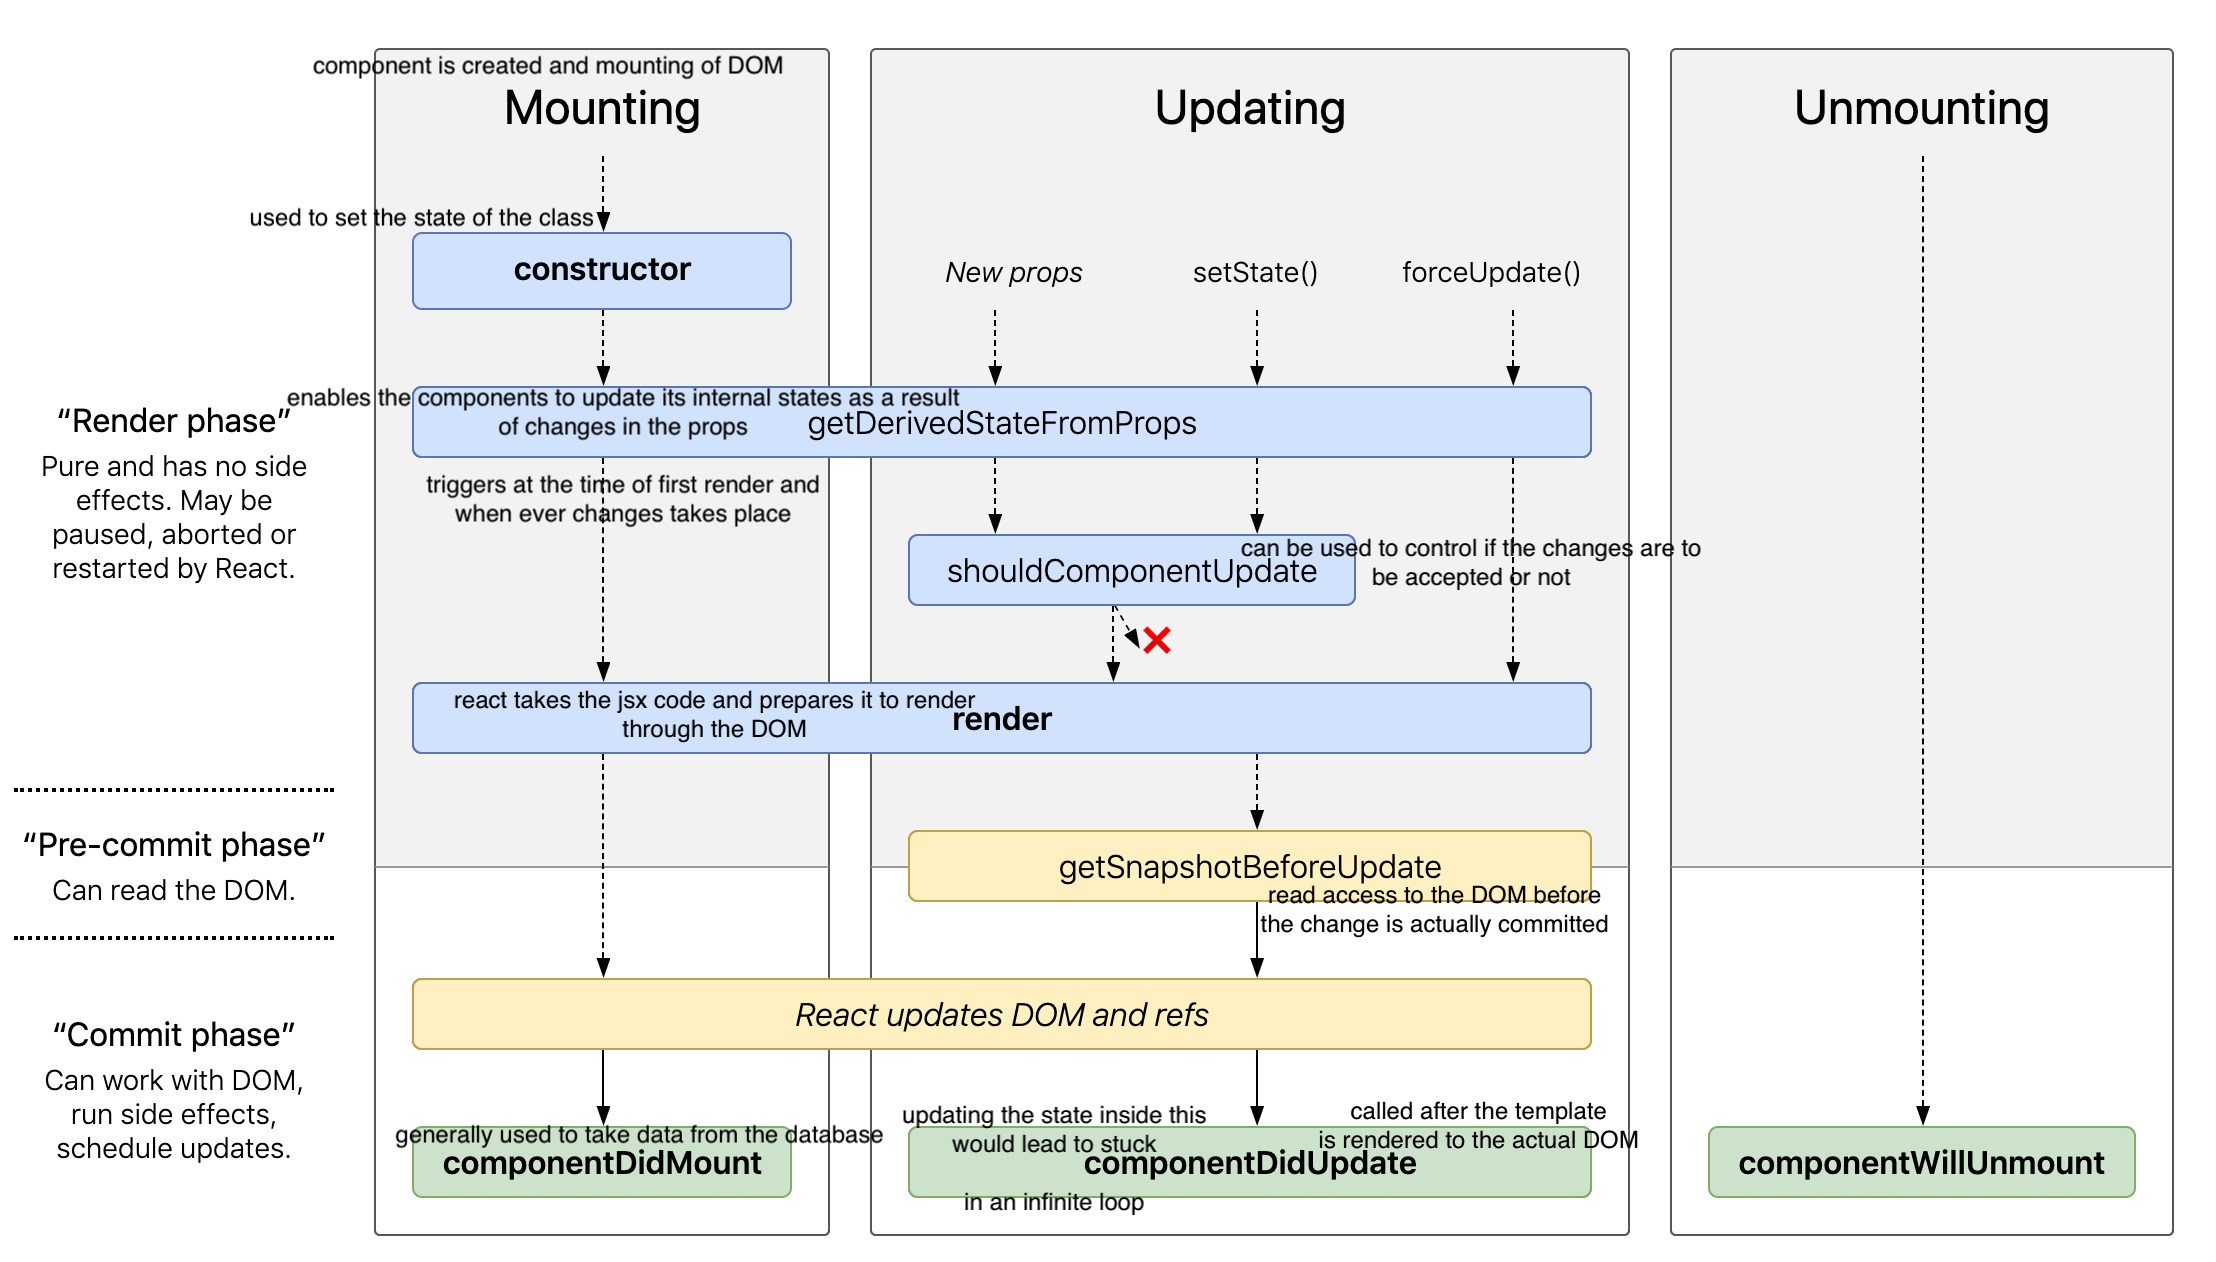 component is created and mounting of DOM
Mounting
Updating
Unmounting
used to set the state of the class
constructor
New props
setState()
forceUpdate()
enables the components to update its internal states as a result
of changes in the props
getDerivedStateFromProps
“Render phase”
Pure and has no side
effects. May be
paused, aborted or
restarted by React.
triggers at the time of first render and
when ever changes takes place
shouldComponentUpdate
can be used to control if the changes are to
be accepted or not
react takes the jsx code and prepares it to render
through the DOM
render
“Pre-commit phase”
Can read the DOM.
getSnapshotBeforeUpdate
read access to the DOM before
the change is actually committed
React updates DOM and refs
“Commit phase”
Can work with DOM,
run side effects,
schedule updates.
generally used to take data from the database
componentDidMount
updating the state inside this
would lead to stuck
in an infinite loop
called after the template
is rendered to the actual DOM
componentDidUpdate
componentWillUnmount